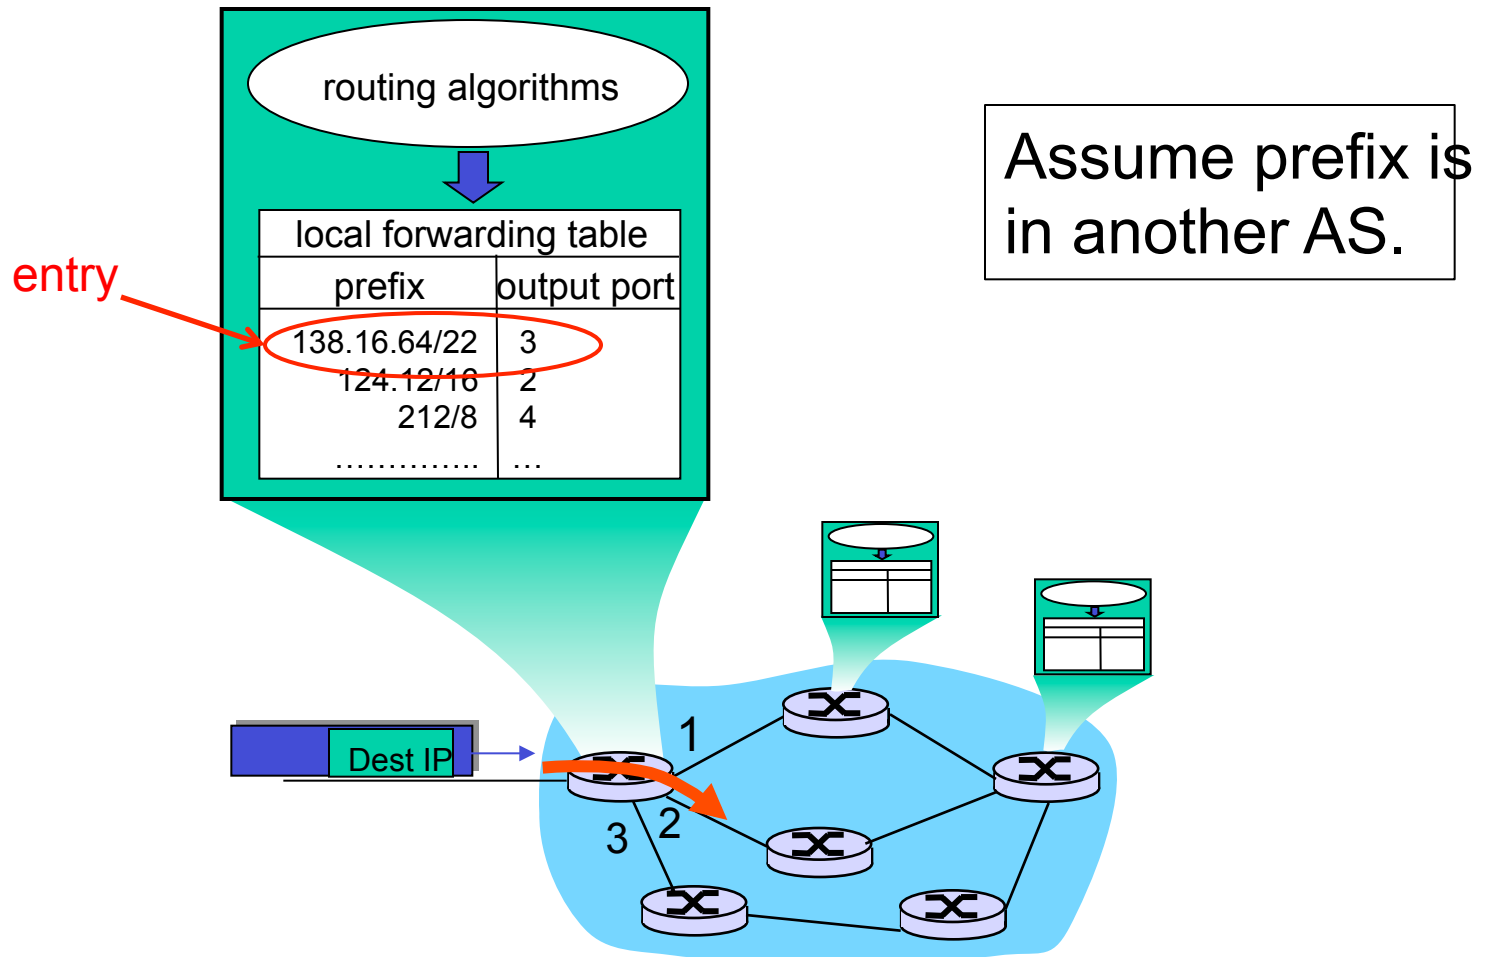 routing algorithms
local forwarding table
prefix output port
138.16.64/22 3
124.12/16 2
212/8 4
………….. …
entry
Assume prefix is
in another AS.
Dest IP
1
2
3